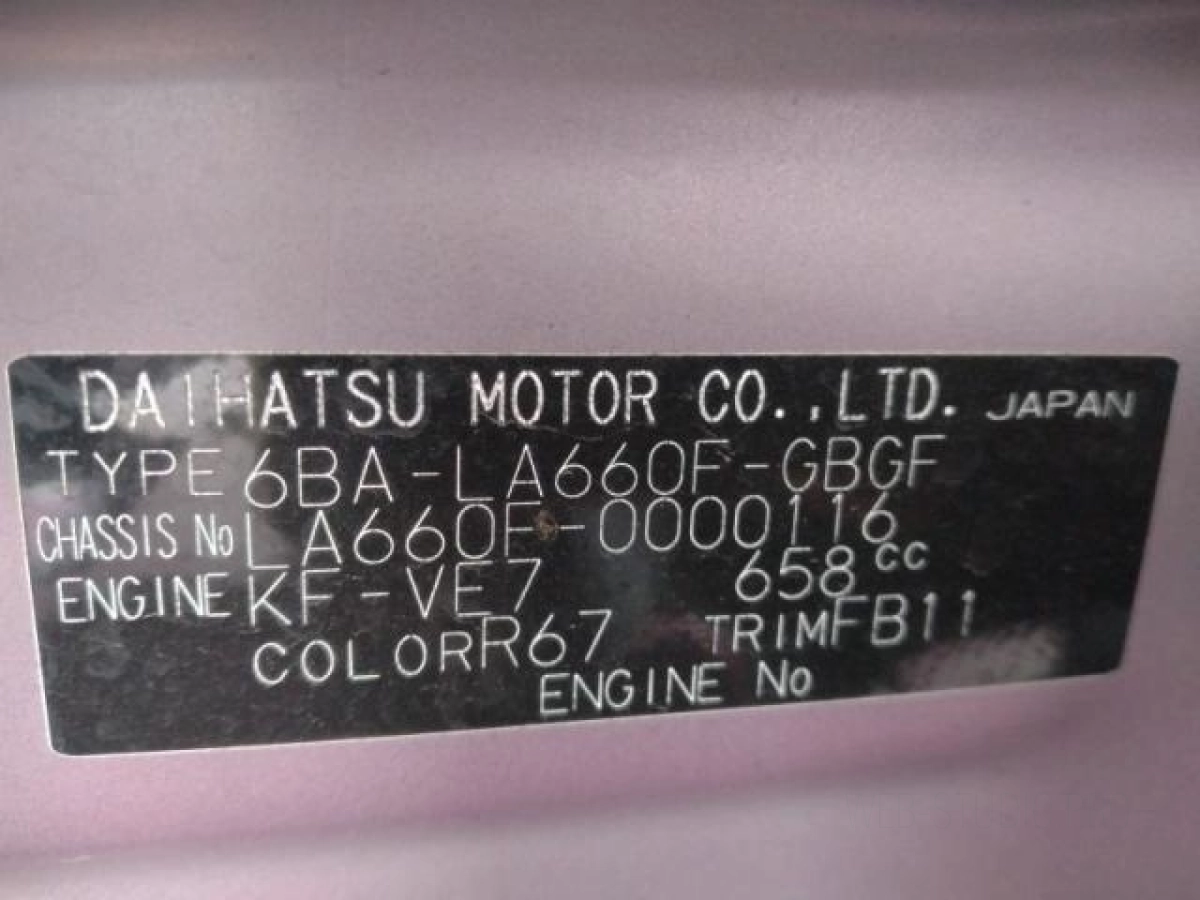 DAIHATSU MOTOR CO.,LTD. JAPAN
TYPE 6BA-LA660F-GBGF
CHASSIS No LA660F-0000116
ENGINE KF-VE7 658cc
COLOR R67 TRIM FB11
ENGINE No